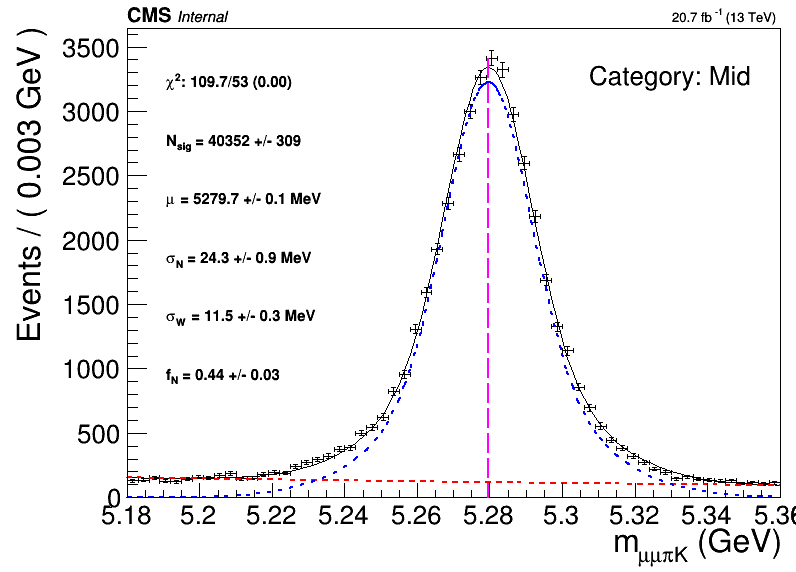 CMS Internal
20.7 fb⁻¹ (13 TeV)
Events / ( 0.003 GeV )
3500
3000
2500
2000
1500
1000
500
0
χ²: 109.7/53 (0.00)
N_sig = 40352 +/- 309
μ = 5279.7 +/- 0.1 MeV
σ_N = 24.3 +/- 0.9 MeV
σ_W = 11.5 +/- 0.3 MeV
f_N = 0.44 +/- 0.03
Category: Mid
5.18 5.2 5.22 5.24 5.26 5.28 5.3 5.32 5.34 5.36
m_μμπK (GeV)